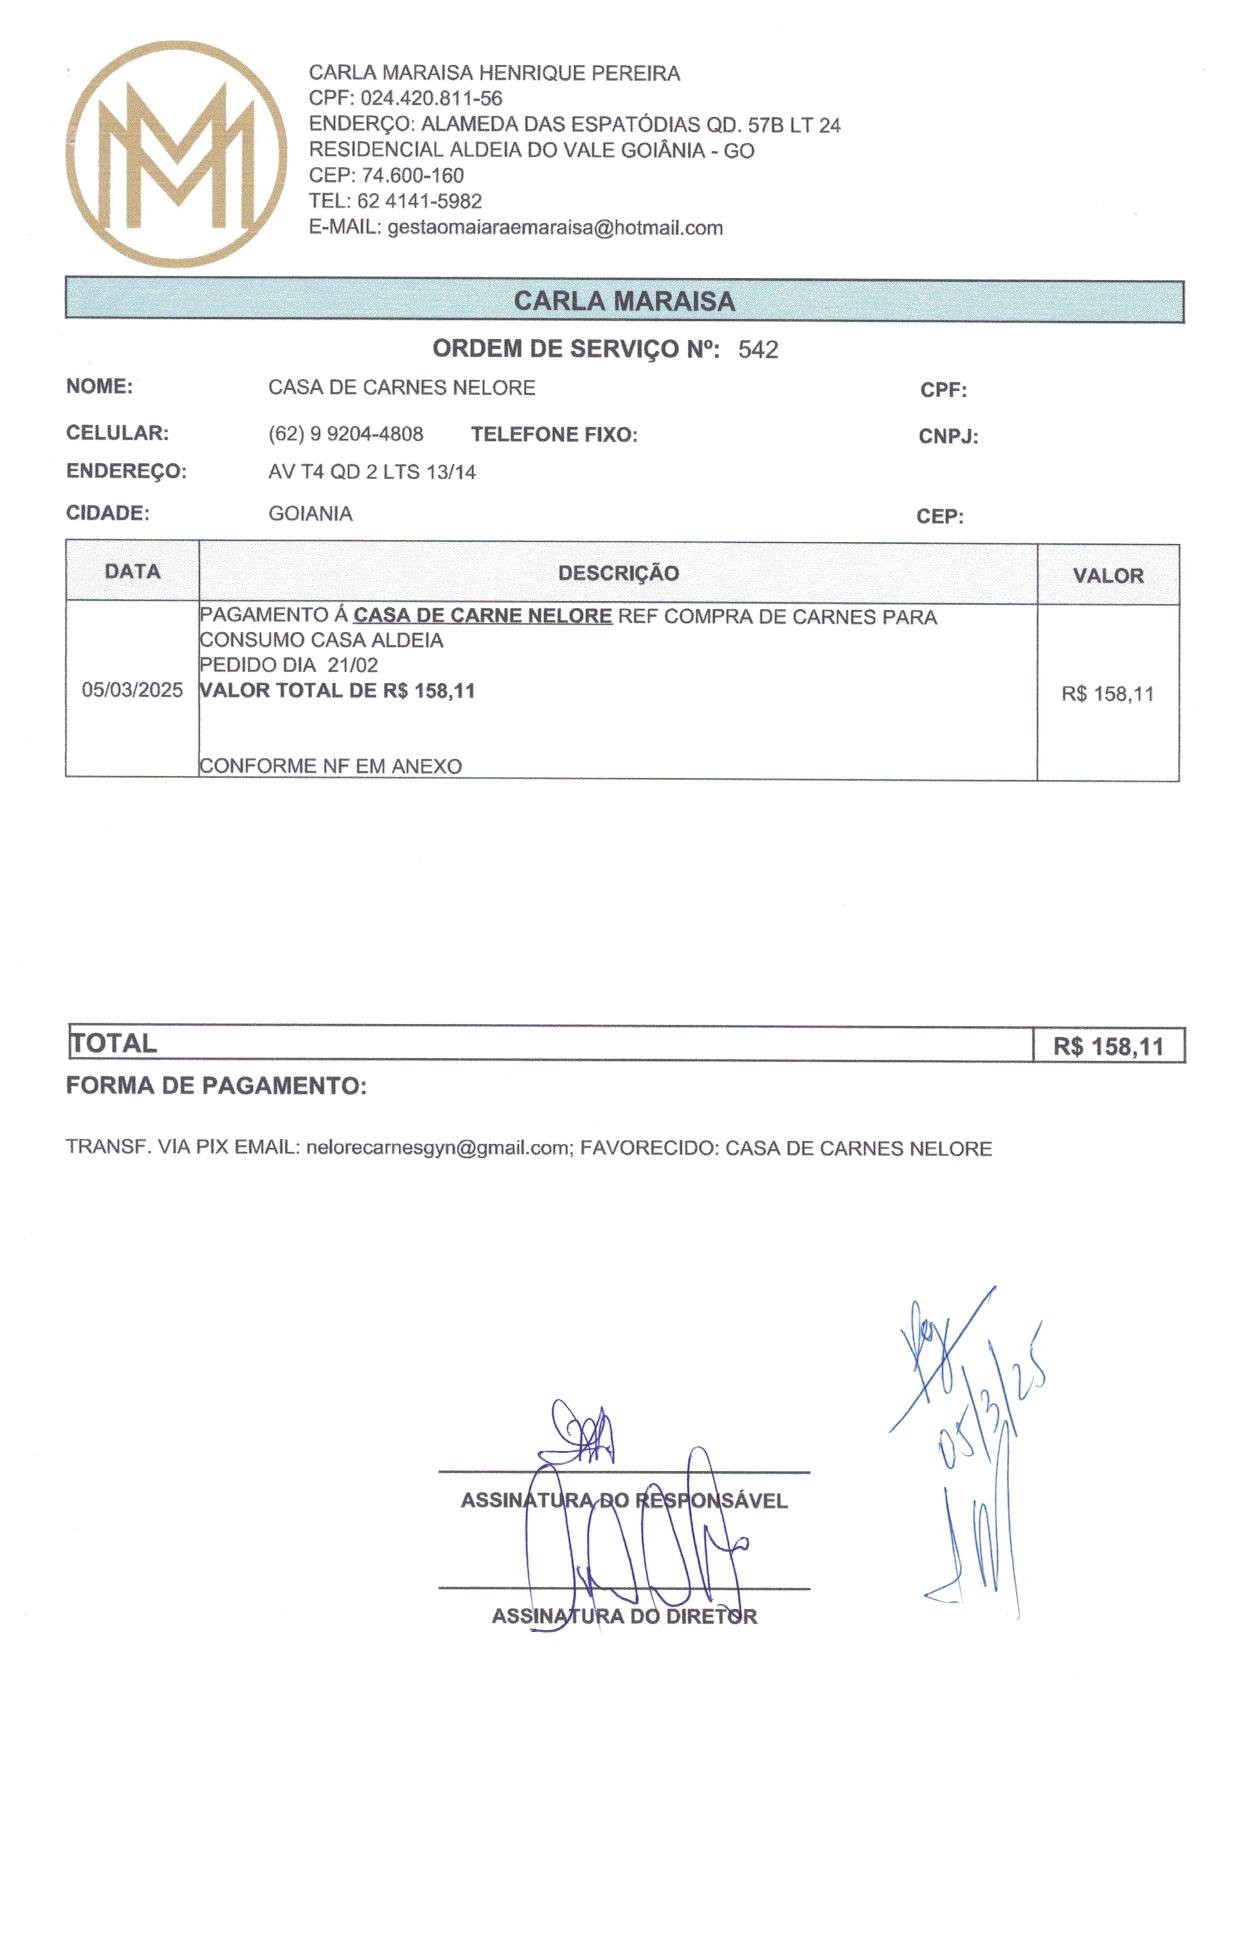 CARLA MARAISA HENRIQUE PEREIRA
CPF: 024.420.811-56
ENDERÇO: ALAMEDA DAS ESPATÓDIAS QD. 57B LT 24
RESIDENCIAL ALDEIA DO VALE GOIÂNIA - GO
CEP: 74.600-160
TEL: 62 4141-5982
E-MAIL: gestaomaiaraemaraisa@hotmail.com
CARLA MARAISA
ORDEM DE SERVIÇO Nº: 542
NOME: CASA DE CARNES NELORE CPF:
CELULAR: (62) 9 9204-4808 TELEFONE FIXO: CNPJ:
ENDEREÇO: AV T4 QD 2 LTS 13/14
CIDADE: GOIANIA CEP:
DATA DESCRIÇÃO VALOR
PAGAMENTO Á CASA DE CARNE NELORE REF COMPRA DE CARNES PARA
CONSUMO CASA ALDEIA
PEDIDO DIA 21/02
05/03/2025 VALOR TOTAL DE R$ 158,11 R$ 158,11
CONFORME NF EM ANEXO
TOTAL R$ 158,11
FORMA DE PAGAMENTO:
TRANSF. VIA PIX EMAIL: nelorecarnesgyn@gmail.com; FAVORECIDO: CASA DE CARNES NELORE
05/3/25
ASSINATURA DO RESPONSÁVEL
ASSINATURA DO DIRETOR